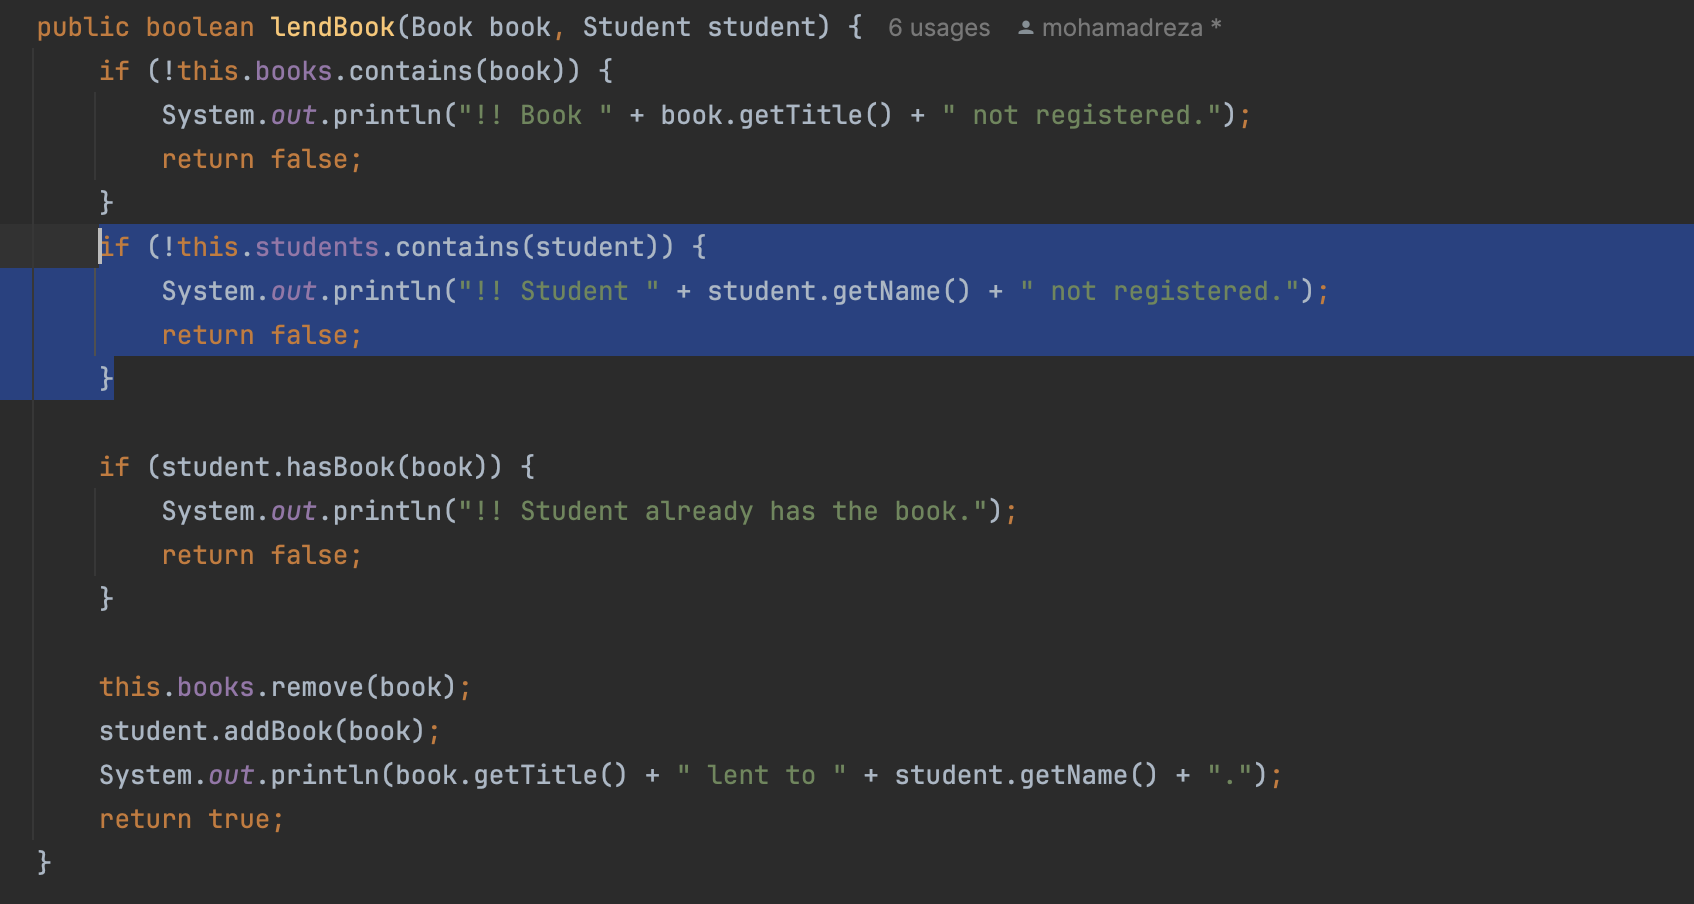 public boolean lendBook(Book book, Student student) { 6 usages mohamadreza *
if (!this.books.contains(book)) {
System.out.println("!! Book " + book.getTitle() + " not registered.");
return false;
}
if (!this.students.contains(student)) {
System.out.println("!! Student " + student.getName() + " not registered.");
return false;
}
if (student.hasBook(book)) {
System.out.println("!! Student already has the book.");
return false;
}
this.books.remove(book);
student.addBook(book);
System.out.println(book.getTitle() + " lent to " + student.getName() + ".");
return true;
}